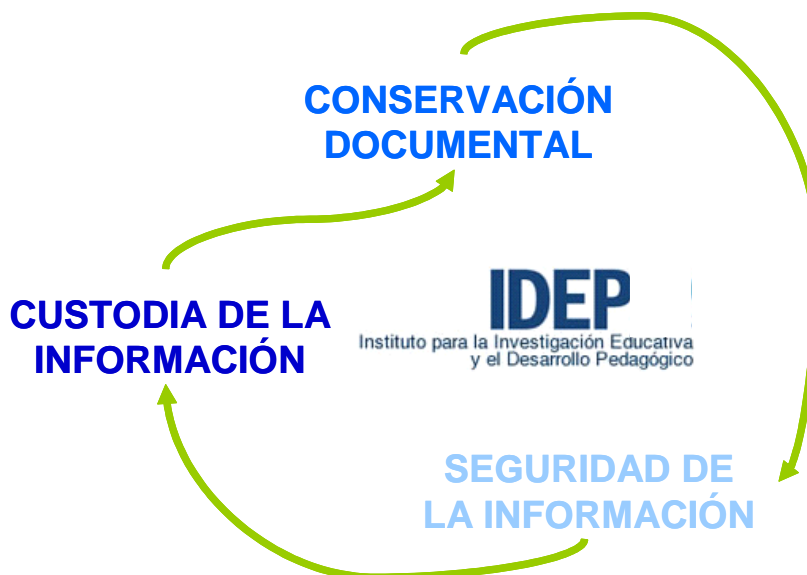 CONSERVACIÓN
DOCUMENTAL
CUSTODIA DE LA
INFORMACIÓN
IDEP
Instituto para la Investigación Educativa
y el Desarrollo Pedagógico
SEGURIDAD DE
LA INFORMACIÓN